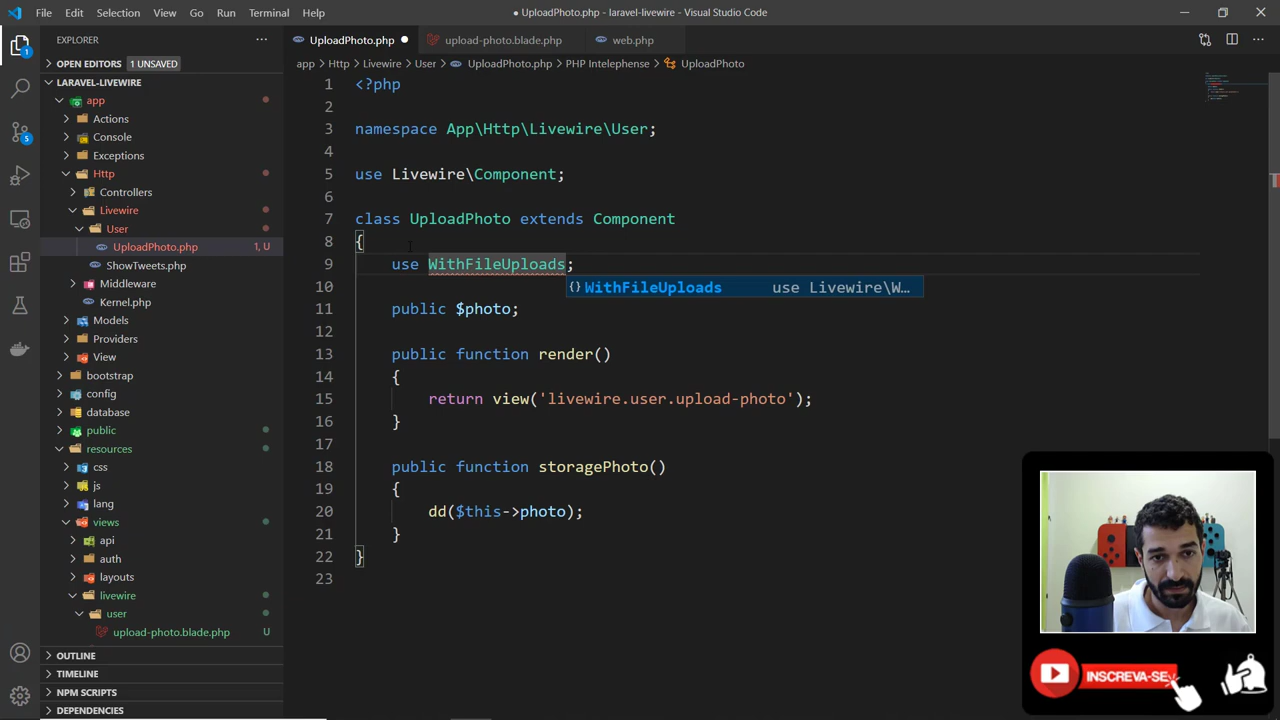 File Edit Selection View Go Run Terminal Help
● UploadPhoto.php - laravel-livewire - Visual Studio Code
EXPLORER
OPEN EDITORS 1 UNSAVED
LARAVEL-LIVEWIRE
app
Actions
Console
Exceptions
Http
Controllers
Livewire
User
UploadPhoto.php 1, U
ShowTweets.php
Middleware
Kernel.php
Models
Providers
View
bootstrap
config
database
public
resources
css
js
lang
views
api
auth
layouts
livewire
user
upload-photo.blade.php U
OUTLINE
TIMELINE
NPM SCRIPTS
DEPENDENCIES
1
5
UploadPhoto.php ● upload-photo.blade.php web.php
app > Http > Livewire > User > UploadPhoto.php > PHP Intelephense > UploadPhoto
1 <?php
2
3 namespace App\Http\Livewire\User;
4
5 use Livewire\Component;
6
7 class UploadPhoto extends Component
8 {
9 use WithFileUploads;
10 WithFileUploads use Livewire\W…
11 public $photo;
12
13 public function render()
14 {
15 return view('livewire.user.upload-photo');
16 }
17
18 public function storagePhoto()
19 {
20 dd($this->photo);
21 }
22 }
23
INSCREVA-SE